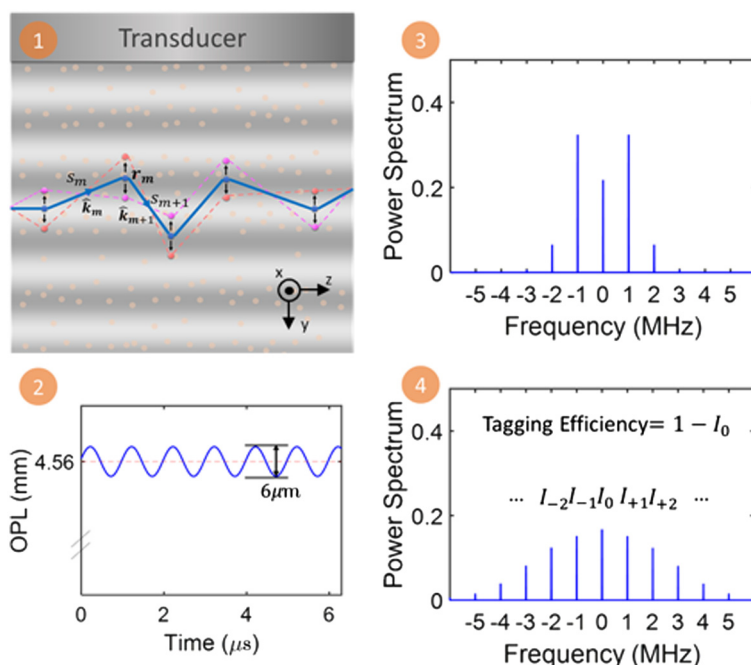 1
Transducer
s_m
r_m
s_{m+1}
k̂_m
k̂_{m+1}
x
z
y
2
OPL (mm)
4.56
6μm
0 2 4 6
Time (μs)
3
Power Spectrum
0.4
0.2
0
-5 -4 -3 -2 -1 0 1 2 3 4 5
Frequency (MHz)
4
Power Spectrum
0.4
Tagging Efficiency= 1 − I_0
... I_{-2}I_{-1}I_0 I_{+1}I_{+2} ...
0.2
0
-5 -4 -3 -2 -1 0 1 2 3 4 5
Frequency (MHz)